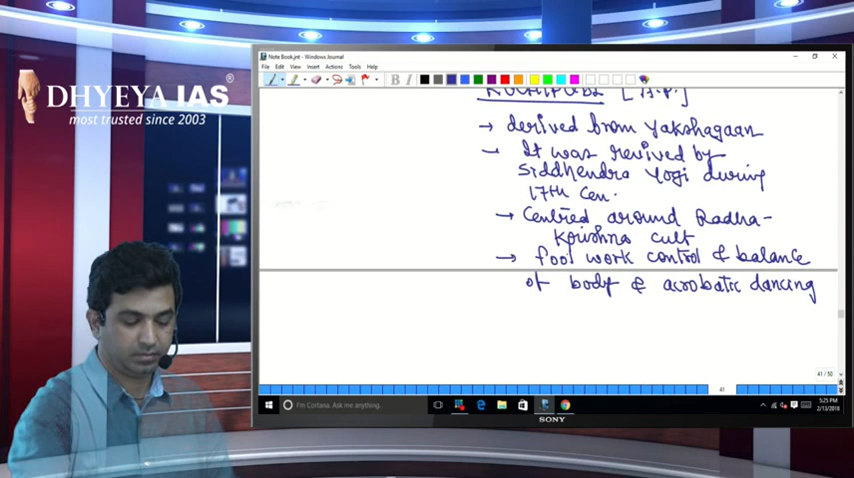 DHYEYA IAS®
most trusted since 2003
Note Book.jnt - Windows Journal
File Edit View Insert Actions Tools Help
B I
KUCHIPUDI [A.P.]
→ derived from Yakshagaan
- It was revived by
Siddhendra Yogi during
17th Cen.
→ Centred around Radha-
Krishna cult
→ foot work control & balance
of body & acrobatic dancing
41 / 50
41
I'm Cortana. Ask me anything.
5:25 PM
2/13/2018
SONY